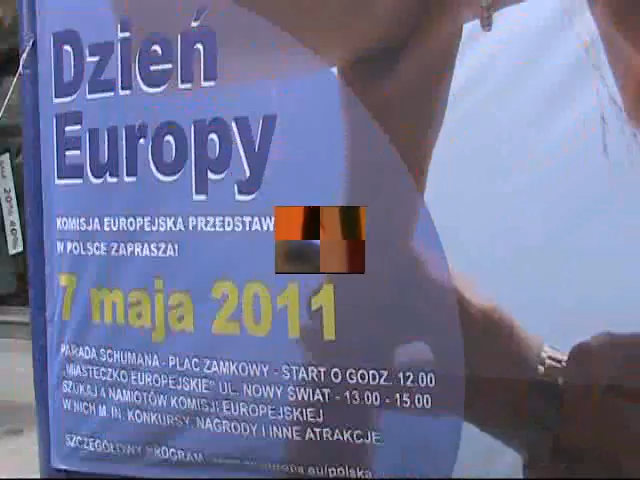 Dzień
Europy
KOMISJA EUROPEJSKA PRZEDSTAW
W POLSCE ZAPRASZA!
7 maja 2011
PARADA SCHUMANA - PLAC ZAMKOWY - START O GODZ. 12.00
„MIASTECZKO EUROPEJSKIE" UL. NOWY ŚWIAT - 13.00 - 15.00
SZUKAJ 4 NAMIOTÓW KOMISJI EUROPEJSKIEJ
W NICH M.IN. KONKURSY, NAGRODY I INNE ATRAKCJE.
SZCZEGÓŁOWY PROGRAM